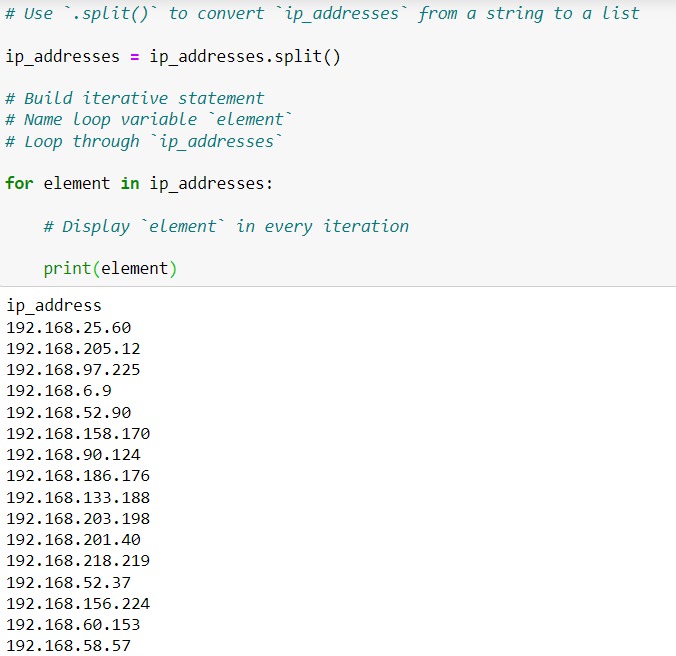 # Use `.split()` to convert `ip_addresses` from a string to a list
ip_addresses = ip_addresses.split()
# Build iterative statement
# Name loop variable `element`
# Loop through `ip_addresses`
for element in ip_addresses:
# Display `element` in every iteration
print(element)
ip_address
192.168.25.60
192.168.205.12
192.168.97.225
192.168.6.9
192.168.52.90
192.168.158.170
192.168.90.124
192.168.186.176
192.168.133.188
192.168.203.198
192.168.201.40
192.168.218.219
192.168.52.37
192.168.156.224
192.168.60.153
192.168.58.57